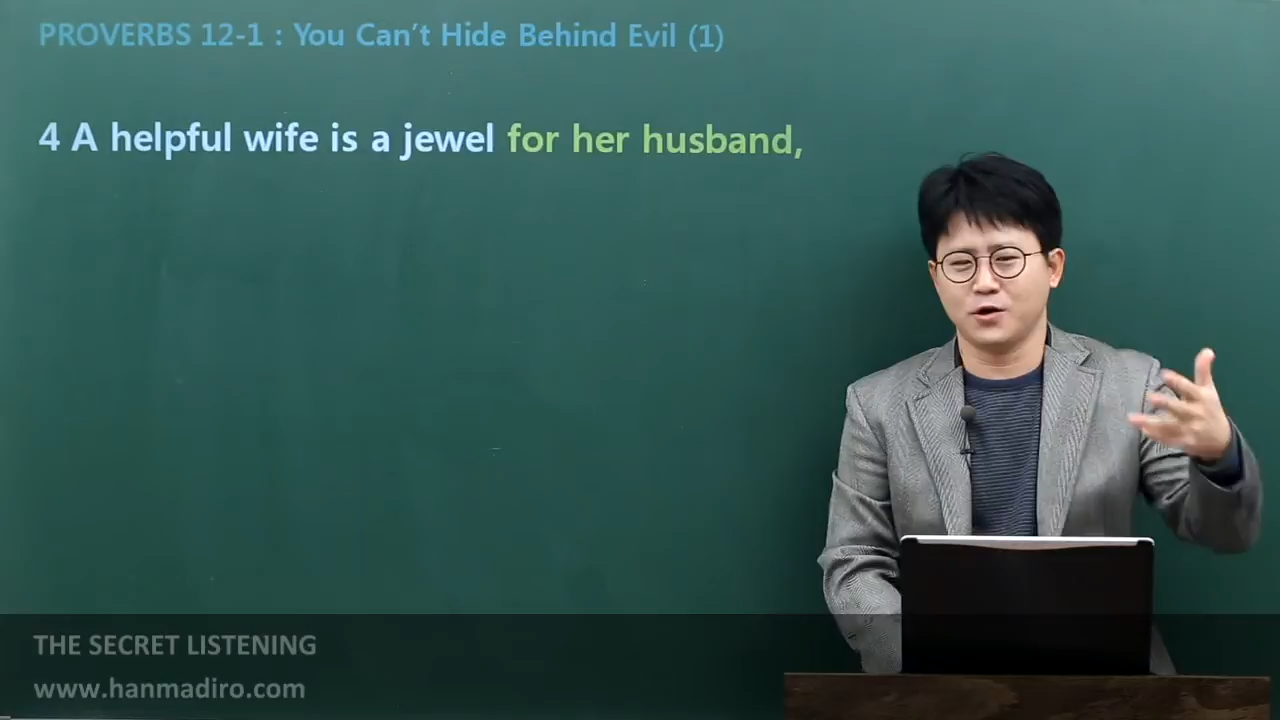 PROVERBS 12-1 : You Can’t Hide Behind Evil (1)
4 A helpful wife is a jewel for her husband,
THE SECRET LISTENING
www.hanmadiro.com